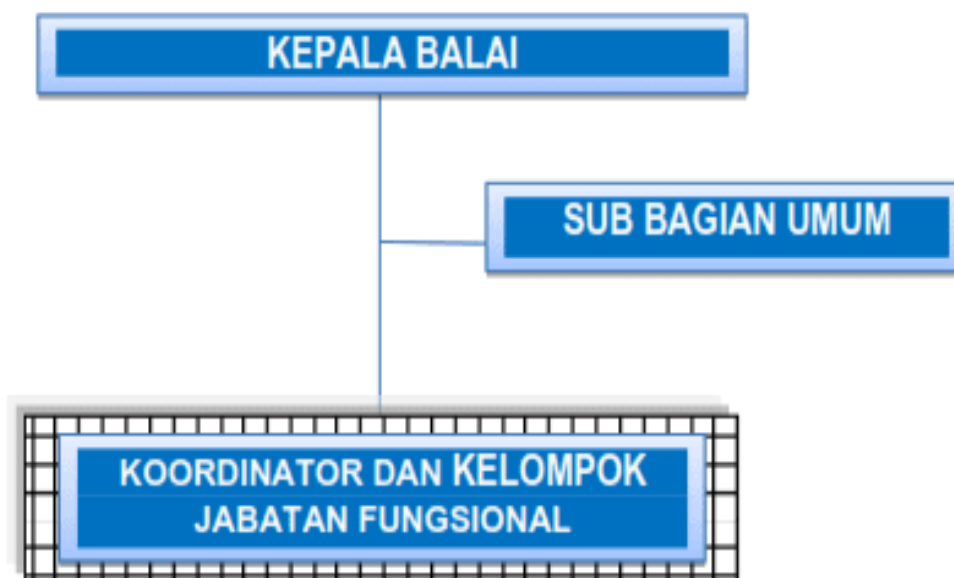 KEPALA BALAI
SUB BAGIAN UMUM
KOORDINATOR DAN KELOMPOK
JABATAN FUNGSIONAL